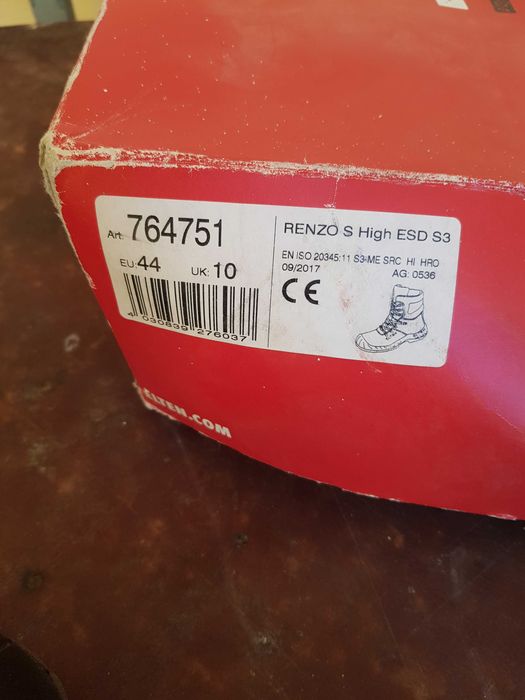 Art. 764751
EU: 44 UK: 10
4 030839 276037
RENZO S High ESD S3
EN ISO 20345:11 S3-ME SRC HI HRO
09/2017 AG: 0536
CE
ELTEN.COM